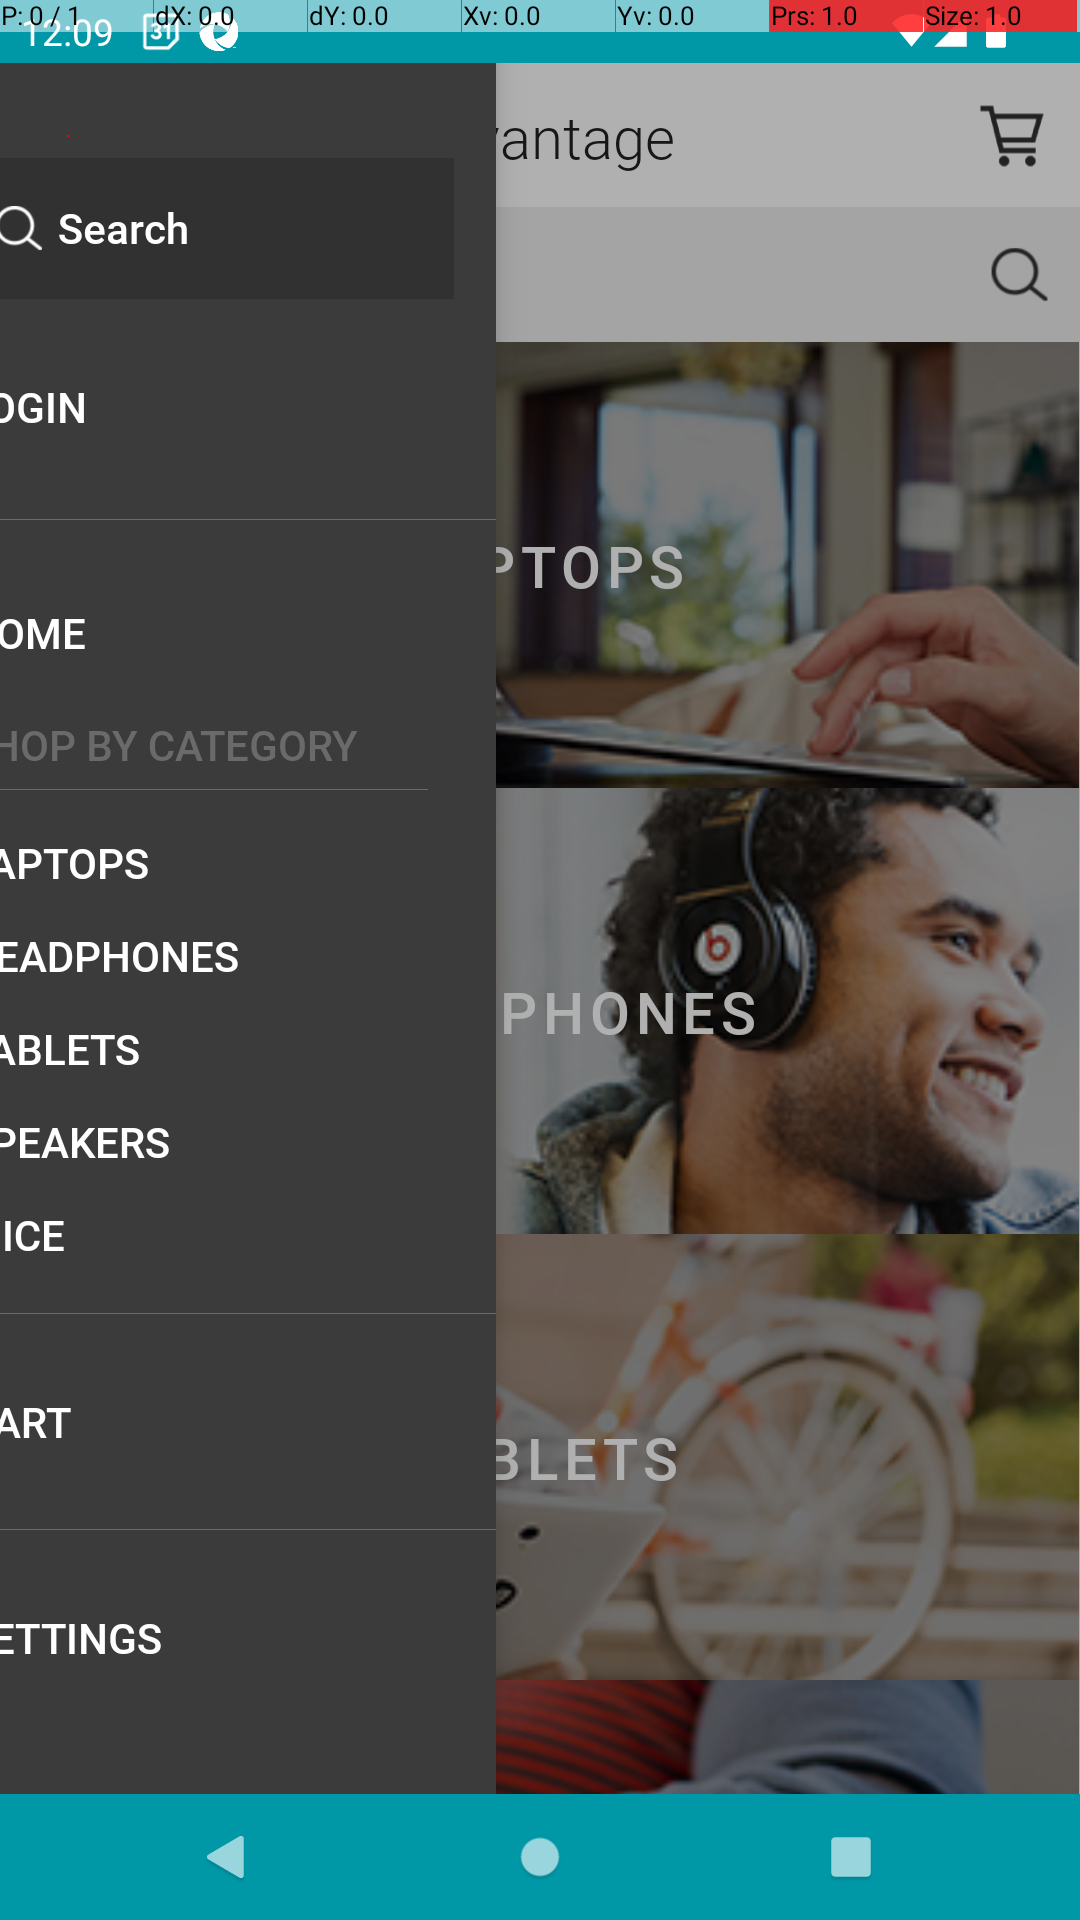 P: 0 / 1 dX: 0.0 dY: 0.0 Xv: 0.0 Yv: 0.0 Prs: 1.0 Size: 1.0
12:09 31
vantage
Search
OGIN
PTOPS
OME
HOP BY CATEGORY
APTOPS
EADPHONES
PHONES
ABLETS
PEAKERS
ICE
ART
BLETS
ETTINGS